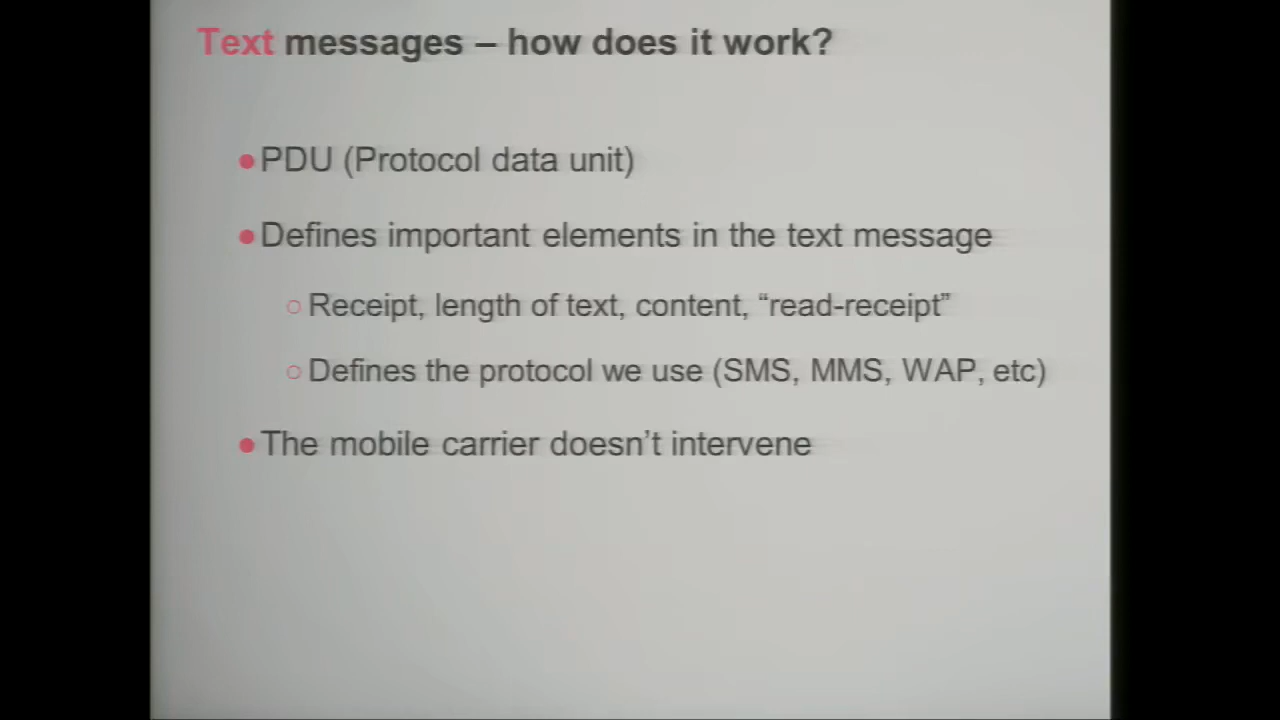 Text messages – how does it work?
●PDU (Protocol data unit)
●Defines important elements in the text message
○Receipt, length of text, content, “read-receipt”
○Defines the protocol we use (SMS, MMS, WAP, etc)
●The mobile carrier doesn’t intervene